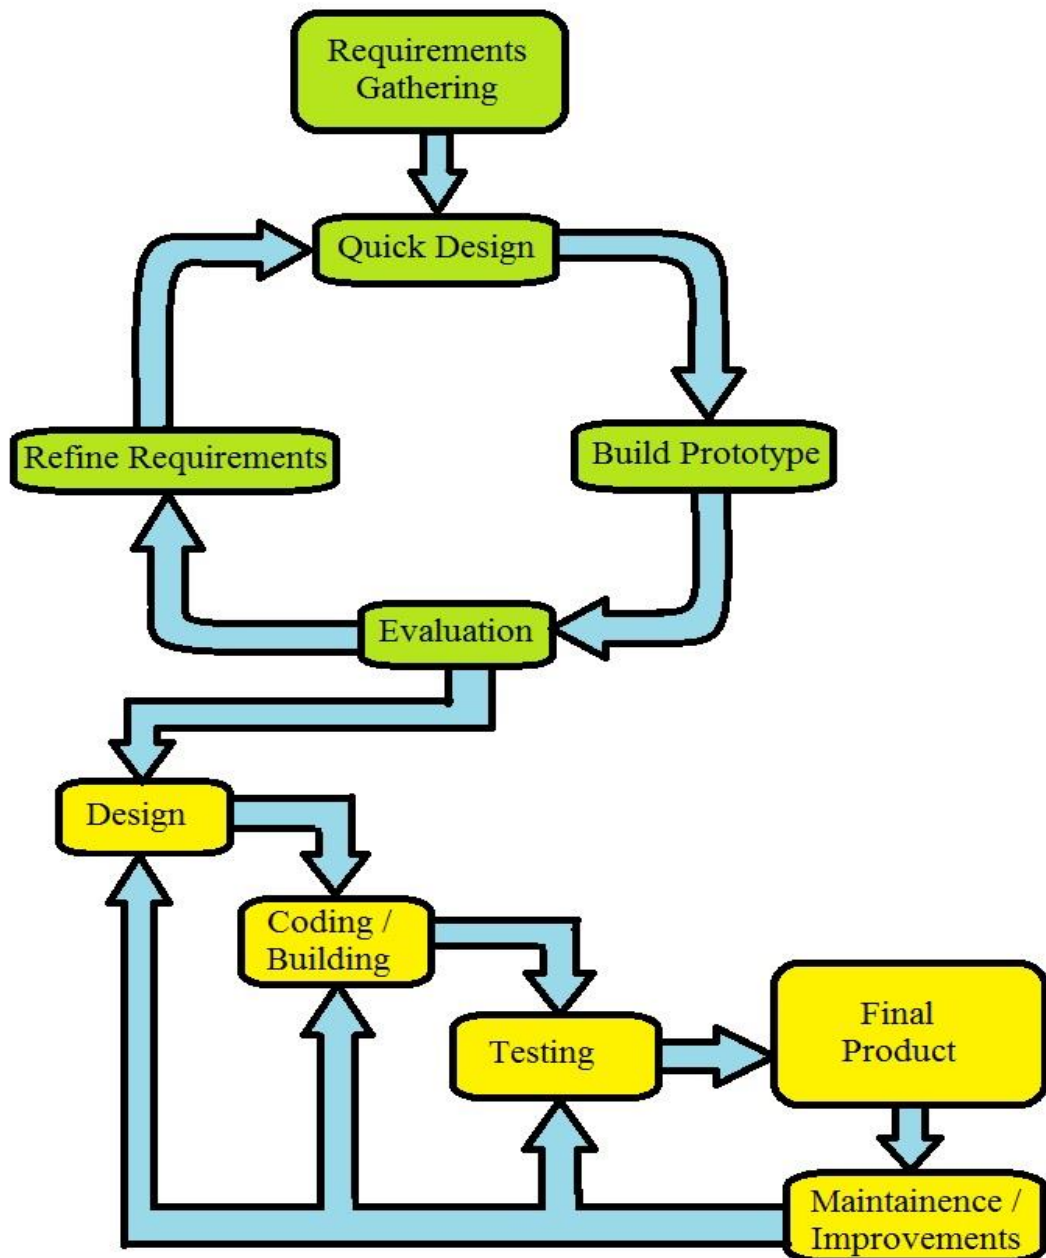 Requirements
Gathering
Quick Design
Refine Requirements
Build Prototype
Evaluation
Design
Coding /
Building
Testing
Final
Product
Maintainence /
Improvements